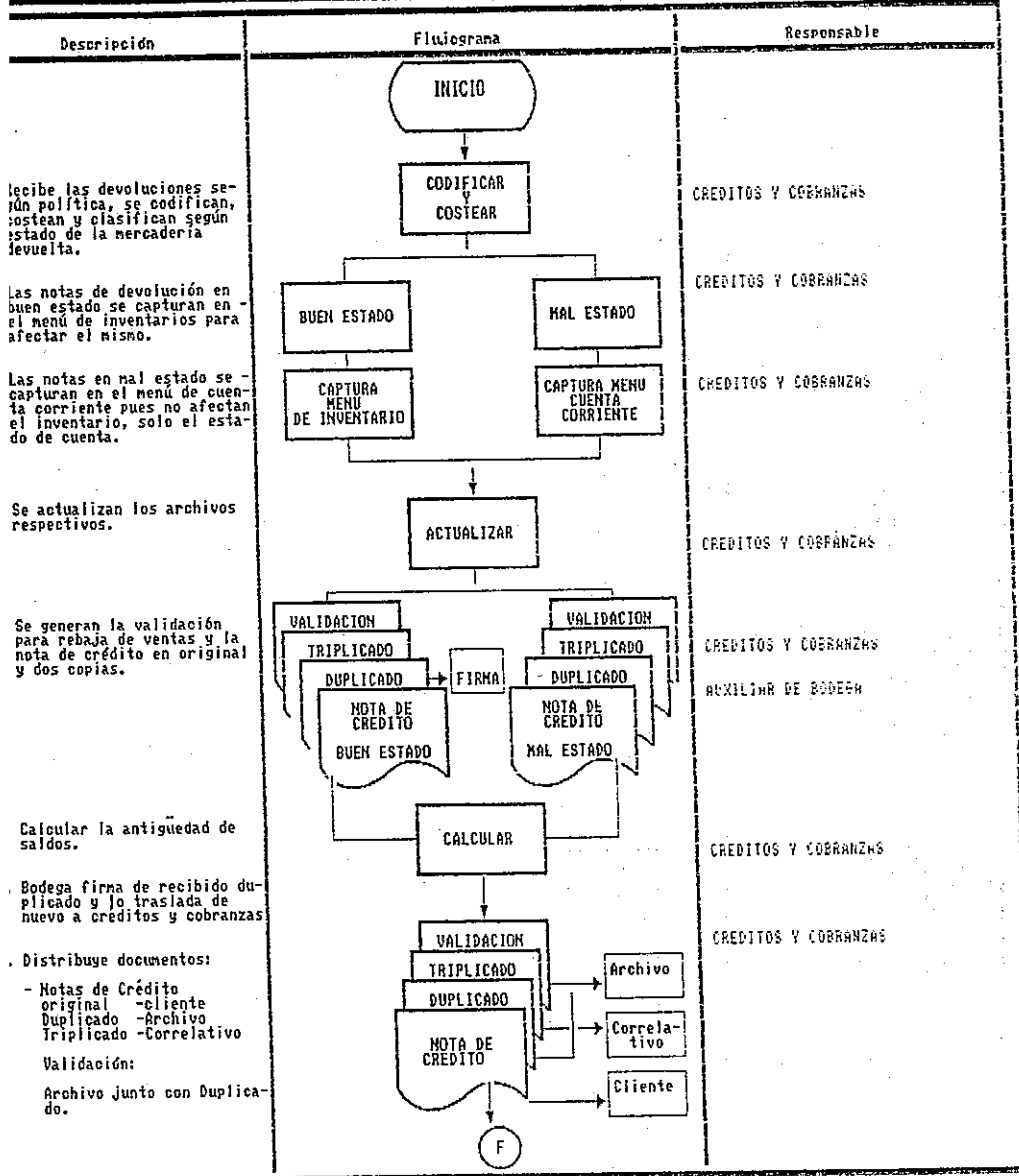 Descripción
Flujograma
Responsable
INICIO
CODIFICAR
Y
COSTEAR
Recibe las devoluciones se-
gún política, se codifican,
costean y clasifican según
estado de la mercadería
devuelta.
CREDITOS Y COBRANZAS
Las notas de devolución en
buen estado se capturan en -
el menú de inventarios para
afectar el mismo.
BUEN ESTADO
MAL ESTADO
CREDITOS Y COBRANZAS
Las notas en mal estado se -
capturan en el menú de cuen-
ta corriente pues no afectan
el inventario, solo el esta-
do de cuenta.
CAPTURA
MENU
DE INVENTARIO
CAPTURA MENU
CUENTA
CORRIENTE
CREDITOS Y COBRANZAS
Se actualizan los archivos
respectivos.
ACTUALIZAR
CREDITOS Y COBRANZAS
Se generan la validación
para rebaja de ventas y la
nota de crédito en original
y dos copias.
VALIDACION
TRIPLICADO
DUPLICADO
NOTA DE
CREDITO
BUEN ESTADO
FIRMA
VALIDACION
TRIPLICADO
- DUPLICADO
NOTA DE
CREDITO
MAL ESTADO
CREDITOS Y COBRANZAS
AUXILIAR DE BODEGA
Calcular la antigüedad de
saldos.
CALCULAR
CREDITOS Y COBRANZAS
. Bodega firma de recibido du-
plicado y lo traslada de
nuevo a créditos y cobranzas
CREDITOS Y COBRANZAS
. Distribuye documentos:
- Notas de Crédito
original -cliente
Duplicado -Archivo
Triplicado -Correlativo
Validación:
Archivo junto con Duplica-
do.
VALIDACION
TRIPLICADO
DUPLICADO
NOTA DE
CREDITO
Archivo
Correla-
tivo
Cliente
F